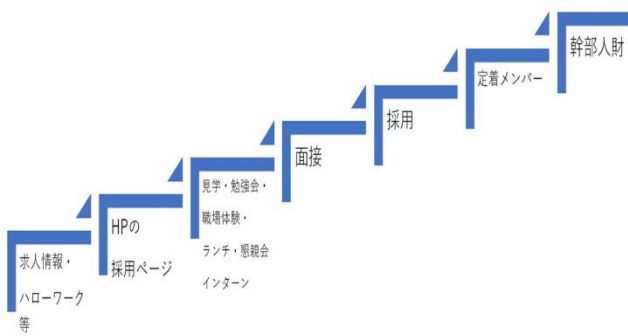 求人情報・
ハローワーク
等
HPの
採用ページ
見学・勉強会・
職場体験・
ランチ・懇親会
インターン
面接
採用
定着メンバー
幹部人財